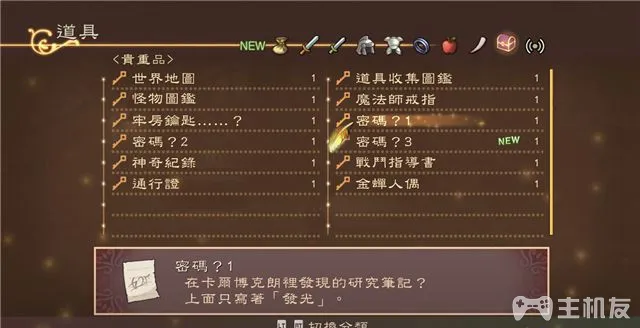 道具
NEW
<貴重品>
世界地圖 1
道具收集圖鑑 1
怪物圖鑑 1
魔法師戒指 1
牢房鑰匙……？ 1
密碼？1 1
密碼？2 1
密碼？3 NEW 1
神奇紀錄 1
戰鬥指導書 1
通行證 1
金蟬人偶 1
密碼？1
在卡爾博克朗裡發現的研究筆記？
上面只寫著「發光」。
切換分類
主机友